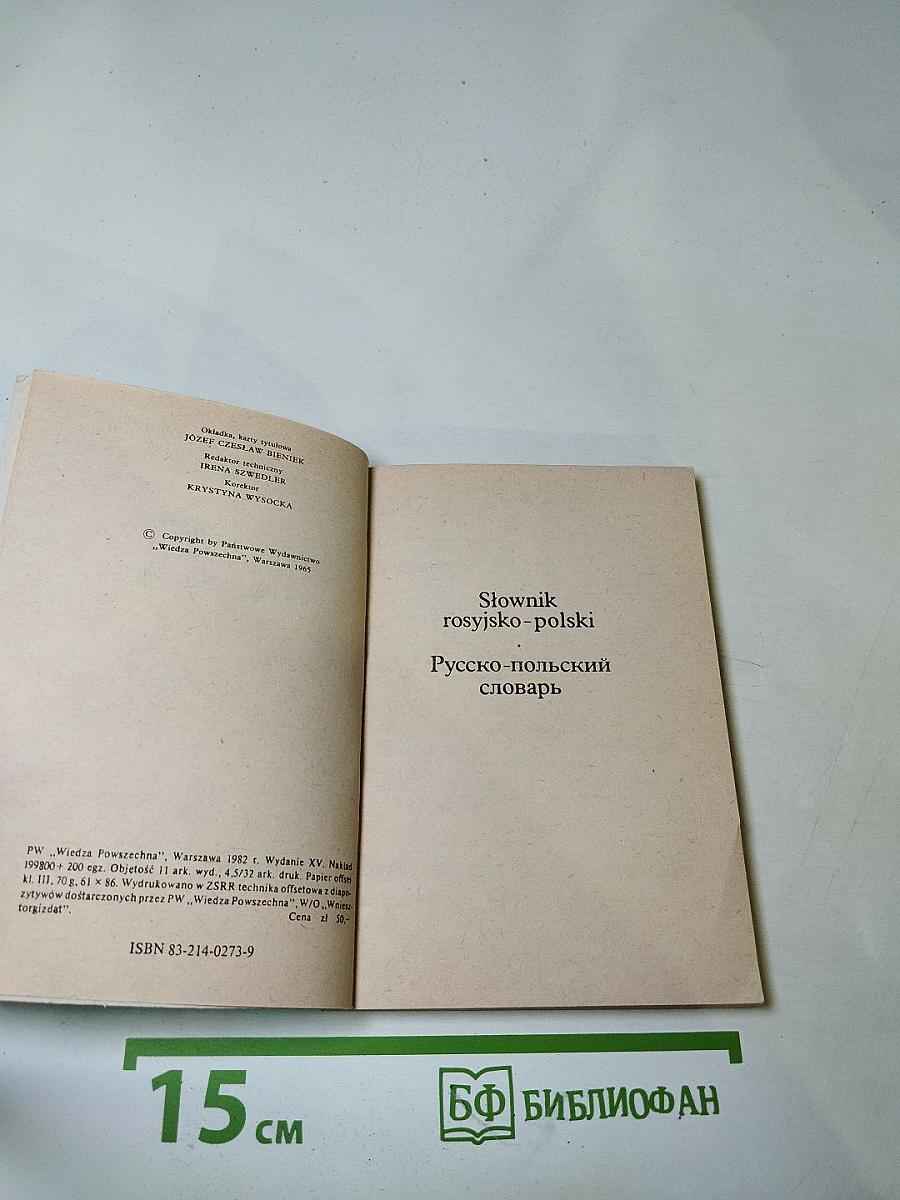 Okładka, karty tytułowa
JÓZEF CZESŁAW BIENIEK
Redaktor techniczny
IRENA SZWEDLER
Korektor
KRYSTYNA WYSOCKA
© Copyright by Państwowe Wydawnictwo
„Wiedza Powszechna”, Warszawa 1965
PW „Wiedza Powszechna”, Warszawa 1982 r. Wydanie XV. Nakład
199800 + 200 egz. Objętość 11 ark. wyd., 4,5/32 ark. druk. Papier offset
kl. III, 70 g, 61 × 86. Wydrukowano w ZSRR technika offsetowa z diapo-
zytywów dostarczonych przez PW „Wiedza Powszechna”, W/O „Wniesz-
torgizdat”.
Cena zł 50,-
ISBN 83-214-0273-9
Słownik
rosyjsko-polski
Русско-польский
словарь
15 см
БФ БИБЛИОФАН